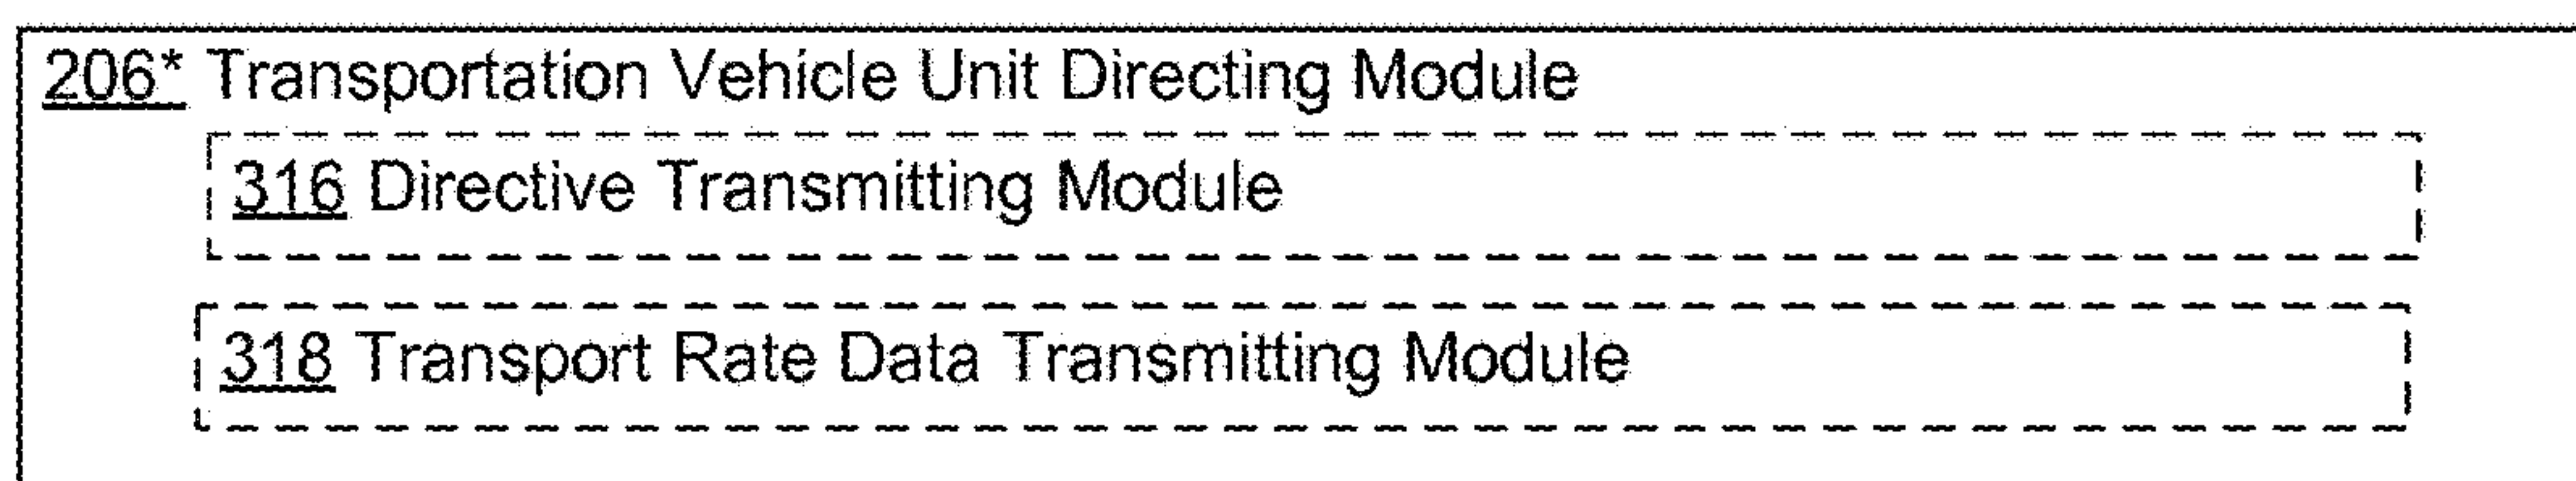 206* Transportation Vehicle Unit Directing Module
316 Directive Transmitting Module
318 Transport Rate Data Transmitting Module